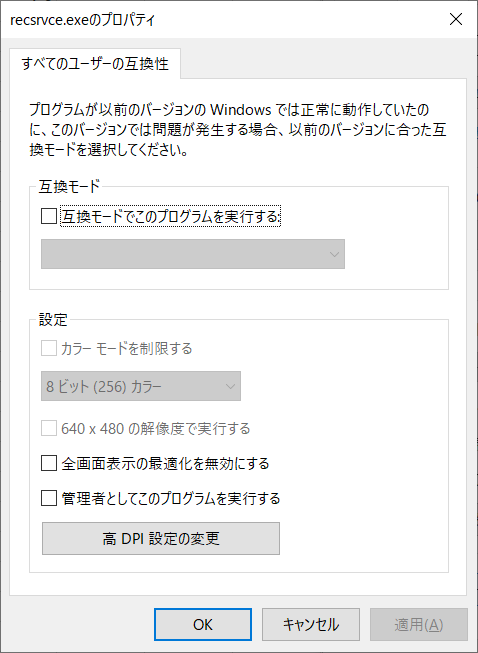 recsrvce.exeのプロパティ
すべてのユーザーの互換性
プログラムが以前のバージョンの Windows では正常に動作していたの
に、このバージョンでは問題が発生する場合、以前のバージョンに合った互
換モードを選択してください。
互換モード
互換モードでこのプログラムを実行する:
設定
カラー モードを制限する
8 ビット (256) カラー
640 x 480 の解像度で実行する
全画面表示の最適化を無効にする
管理者としてこのプログラムを実行する
高 DPI 設定の変更
OK
キャンセル
適用(A)